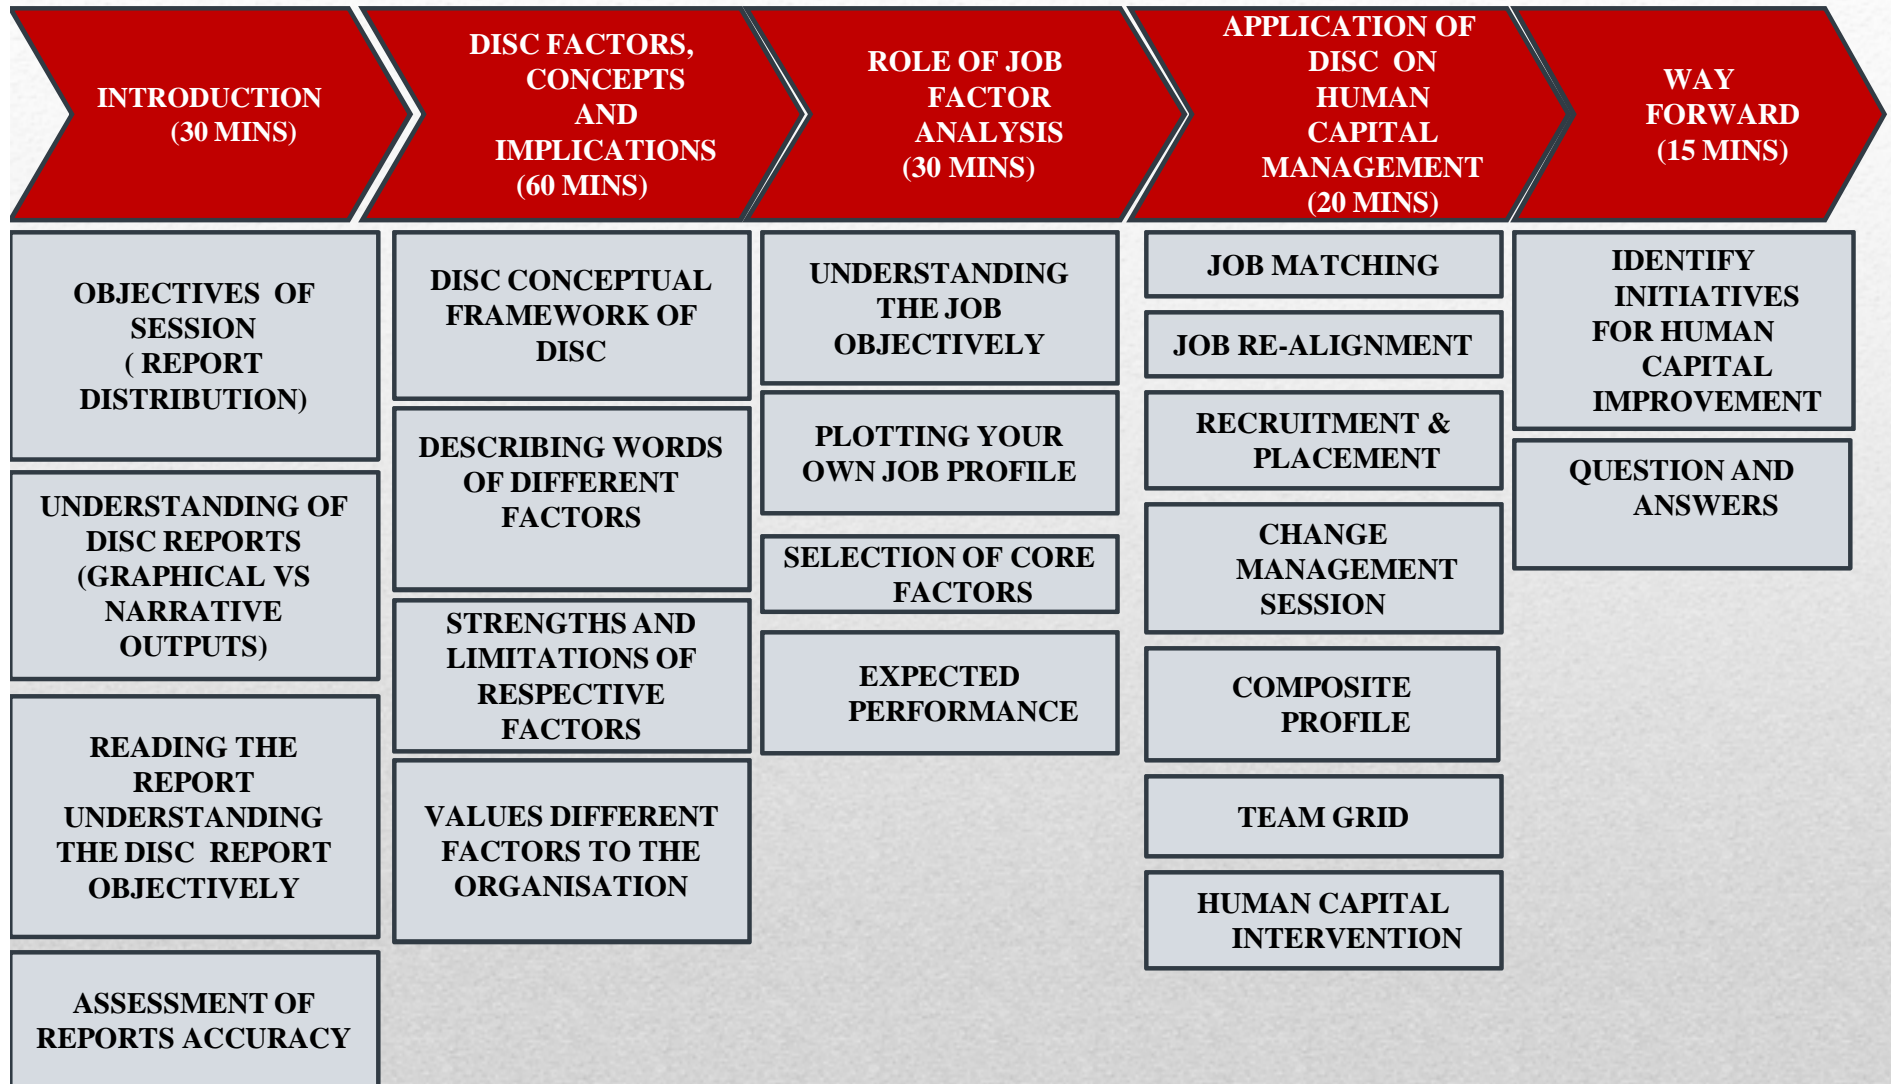 INTRODUCTION
(30 MINS)
DISC FACTORS,
CONCEPTS
AND
IMPLICATIONS
(60 MINS)
ROLE OF JOB
FACTOR
ANALYSIS
(30 MINS)
APPLICATION OF
DISC ON
HUMAN
CAPITAL
MANAGEMENT
(20 MINS)
WAY
FORWARD
(15 MINS)
OBJECTIVES OF
SESSION
( REPORT
DISTRIBUTION)
UNDERSTANDING OF
DISC REPORTS
(GRAPHICAL VS
NARRATIVE
OUTPUTS)
READING THE
REPORT
UNDERSTANDING
THE DISC REPORT
OBJECTIVELY
ASSESSMENT OF
REPORTS ACCURACY
DISC CONCEPTUAL
FRAMEWORK OF
DISC
DESCRIBING WORDS
OF DIFFERENT
FACTORS
STRENGTHS AND
LIMITATIONS OF
RESPECTIVE
FACTORS
VALUES DIFFERENT
FACTORS TO THE
ORGANISATION
UNDERSTANDING
THE JOB
OBJECTIVELY
PLOTTING YOUR
OWN JOB PROFILE
SELECTION OF CORE
FACTORS
EXPECTED
PERFORMANCE
JOB MATCHING
JOB RE-ALIGNMENT
RECRUITMENT &
PLACEMENT
CHANGE
MANAGEMENT
SESSION
COMPOSITE
PROFILE
TEAM GRID
HUMAN CAPITAL
INTERVENTION
IDENTIFY
INITIATIVES
FOR HUMAN
CAPITAL
IMPROVEMENT
QUESTION AND
ANSWERS